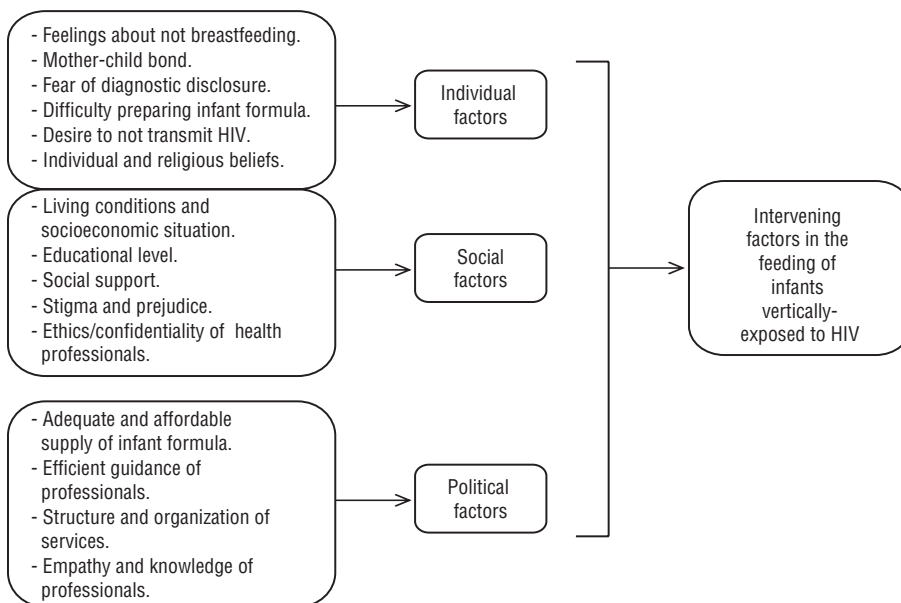 - Feelings about not breastfeeding.
- Mother-child bond.
- Fear of diagnostic disclosure.
- Difficulty preparing infant formula.
- Desire to not transmit HIV.
- Individual and religious beliefs.
Individual
factors
- Living conditions and
socioeconomic situation.
- Educational level.
- Social support.
- Stigma and prejudice.
- Ethics/confidentiality of health
professionals.
Social
factors
- Adequate and affordable
supply of infant formula.
- Efficient guidance of
professionals.
- Structure and organization of
services.
- Empathy and knowledge of
professionals.
Political
factors
Intervening
factors in the
feeding of
infants
vertically-
exposed to HIV